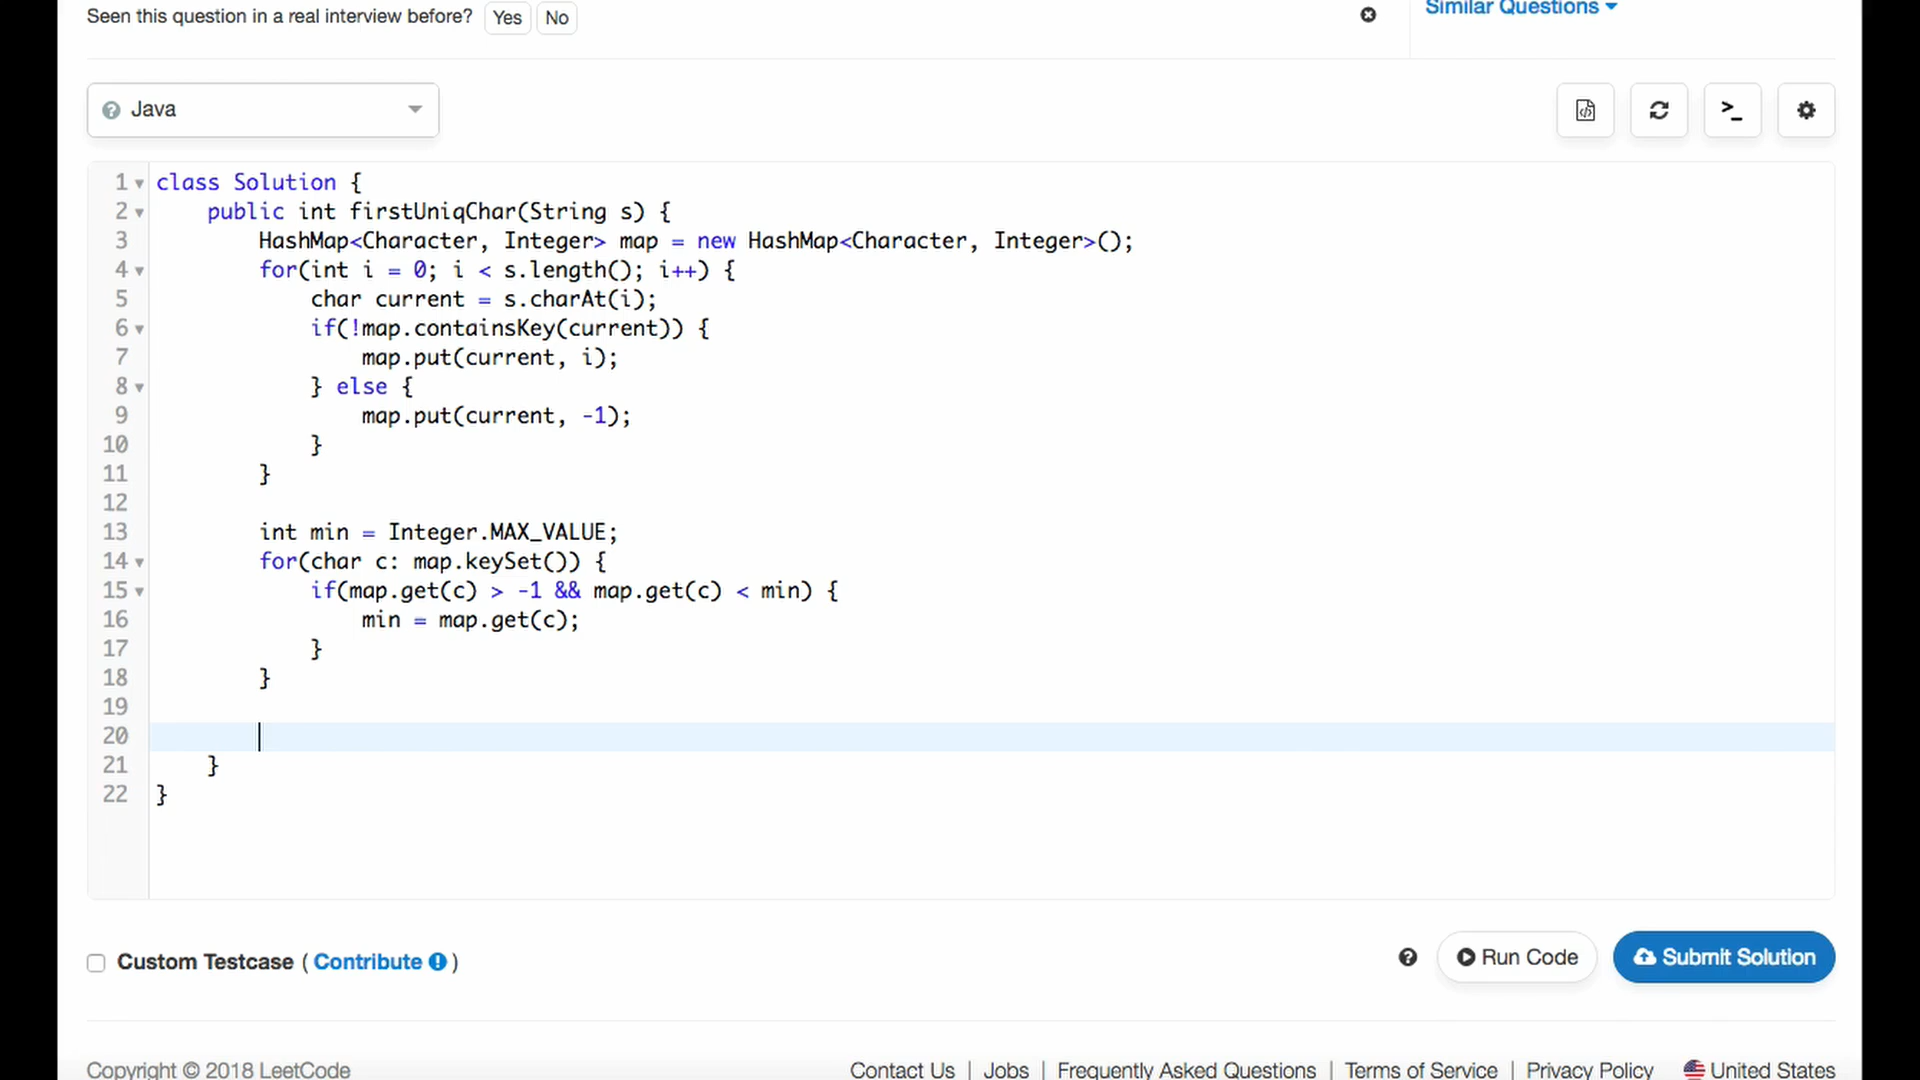 Seen this question in a real interview before? Yes No
Similar Questions
Java
1 class Solution {
2 public int firstUniqChar(String s) {
3 HashMap<Character, Integer> map = new HashMap<Character, Integer>();
4 for(int i = 0; i < s.length(); i++) {
5 char current = s.charAt(i);
6 if(!map.containsKey(current)) {
7 map.put(current, i);
8 } else {
9 map.put(current, -1);
10 }
11 }
12
13 int min = Integer.MAX_VALUE;
14 for(char c: map.keySet()) {
15 if(map.get(c) > -1 && map.get(c) < min) {
16 min = map.get(c);
17 }
18 }
19
20
21 }
22 }
Custom Testcase ( Contribute )
Run Code
Submit Solution
Copyright © 2018 LeetCode
Contact Us | Jobs | Frequently Asked Questions | Terms of Service | Privacy Policy United States